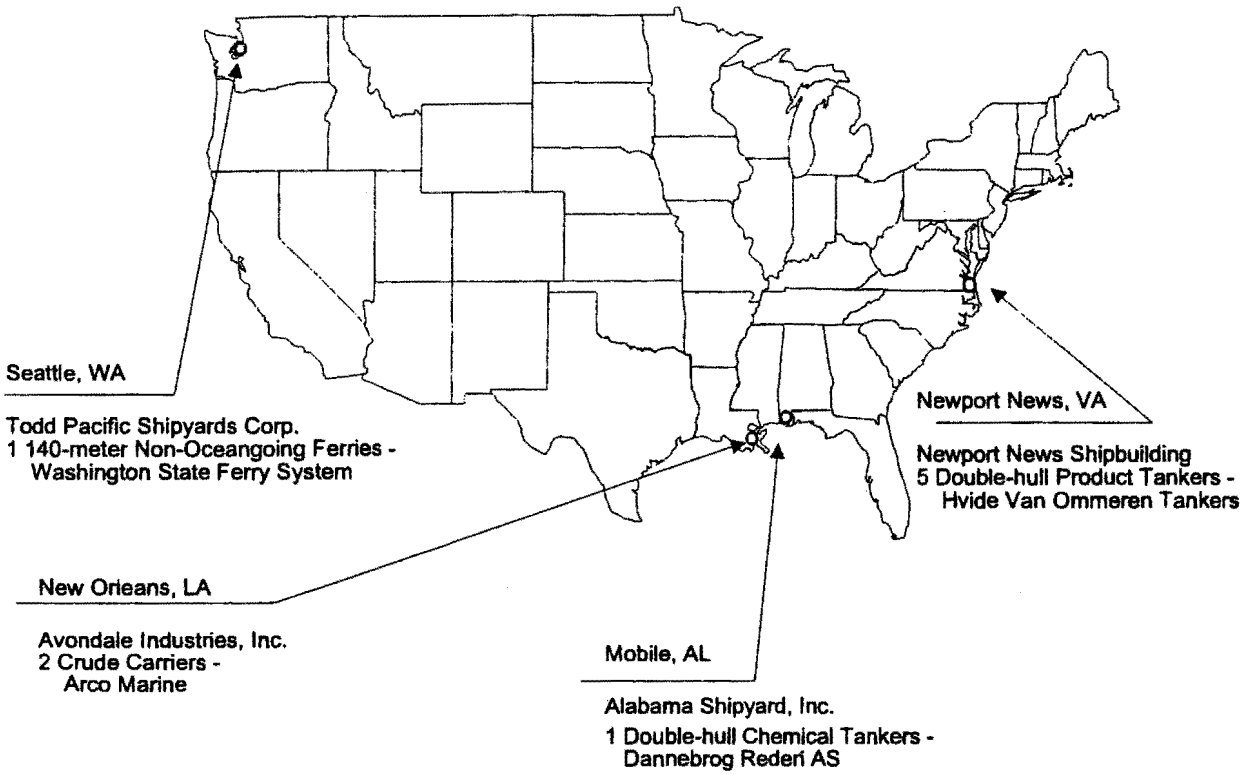 Seattle, WA
Todd Pacific Shipyards Corp.
1 140-meter Non-Oceangoing Ferries -
Washington State Ferry System
Newport News, VA
Newport News Shipbuilding
5 Double-hull Product Tankers -
Hvide Van Ommeren Tankers
New Orleans, LA
Avondale Industries, Inc.
2 Crude Carriers -
Arco Marine
Mobile, AL
Alabama Shipyard, Inc.
1 Double-hull Chemical Tankers -
Dannebrog Rederi AS